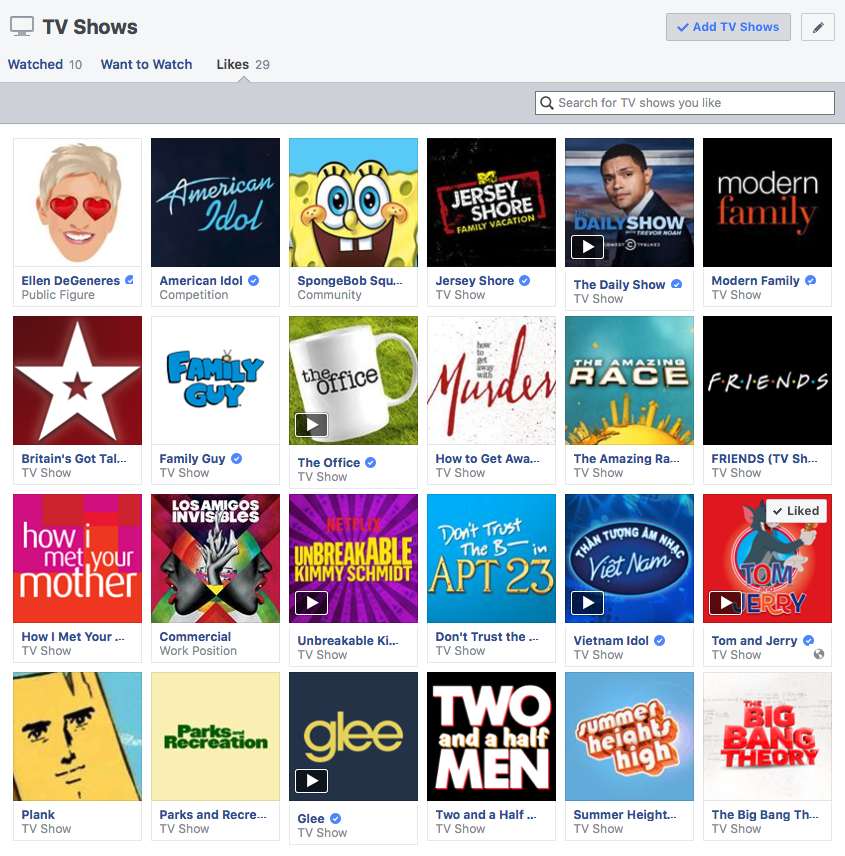 TV Shows
Add TV Shows
Watched 10
Want to Watch
Likes 29
Search for TV shows you like
AMERICAN Idol
MTV
JERSEY SHORE
FAMILY VACATION
THE DAILY SHOW
WITH TREVOR NOAH
COMEDY CENTRAL
modern family
Ellen DeGeneres
Public Figure
American Idol
Competition
SpongeBob Squ...
Community
Jersey Shore
TV Show
The Daily Show
TV Show
Modern Family
TV Show
FAMILY GUY
the office
how to get away with Murder
THE AMAZING RACE
F·R·I·E·N·D·S
Britain's Got Tal...
TV Show
Family Guy
TV Show
The Office
TV Show
How to Get Awa...
TV Show
The Amazing Ra...
TV Show
FRIENDS (TV Sh...
TV Show
how i met your mother
LOS AMIGOS INVISIBLES
NETFLIX
UNBREAKABLE KIMMY SCHMIDT
Don't Trust The B— in APT 23
THẦN TƯỢNG ÂM NHẠC
Việt Nam
Liked
TOM and JERRY
How I Met Your ...
TV Show
Commercial
Work Position
Unbreakable Ki...
TV Show
Don't Trust the ...
TV Show
Vietnam Idol
TV Show
Tom and Jerry
TV Show
Parks and Recreation
glee
TWO and a half MEN
summer heights high
THE BIG BANG THEORY
Plank
TV Show
Parks and Recre...
TV Show
Glee
TV Show
Two and a Half ...
TV Show
Summer Height...
TV Show
The Big Bang Th...
TV Show